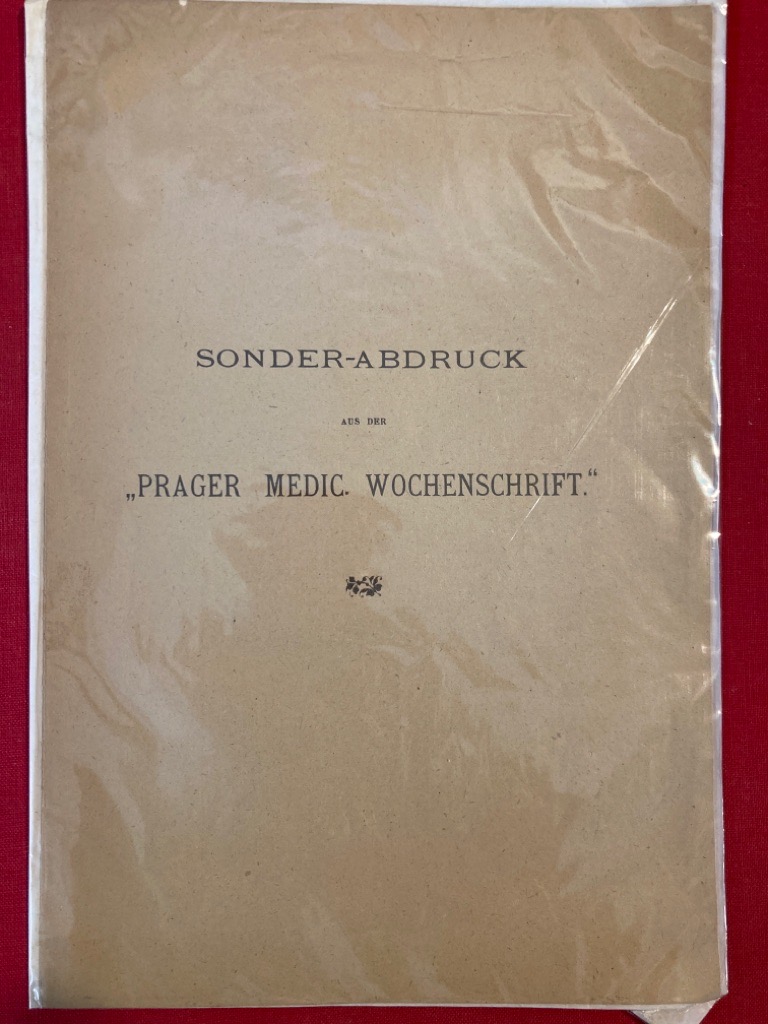 SONDER-ABDRUCK
AUS DER
„PRAGER MEDIC. WOCHENSCHRIFT.“